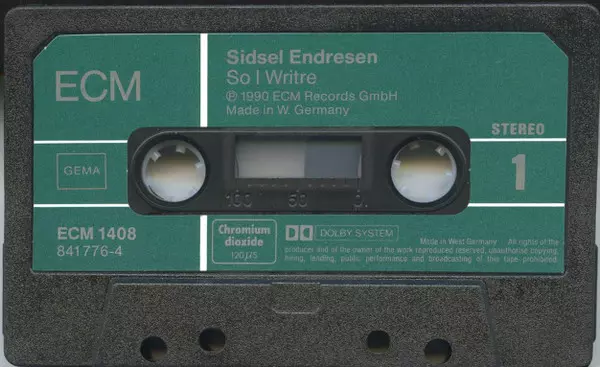 ECM
Sidsel Endresen
So I Writre
℗ 1990 ECM Records GmbH
Made in W. Germany
STEREO
1
GEMA
100 50 0
ECM 1408
841776-4
Chromium
dioxide
120 µS
DOLBY SYSTEM
Made in West Germany All rights of the
producer and of the owner of the work reproduced reserved, unauthorised copying,
hiring, lending, public performance and broadcasting of this tape prohibited.